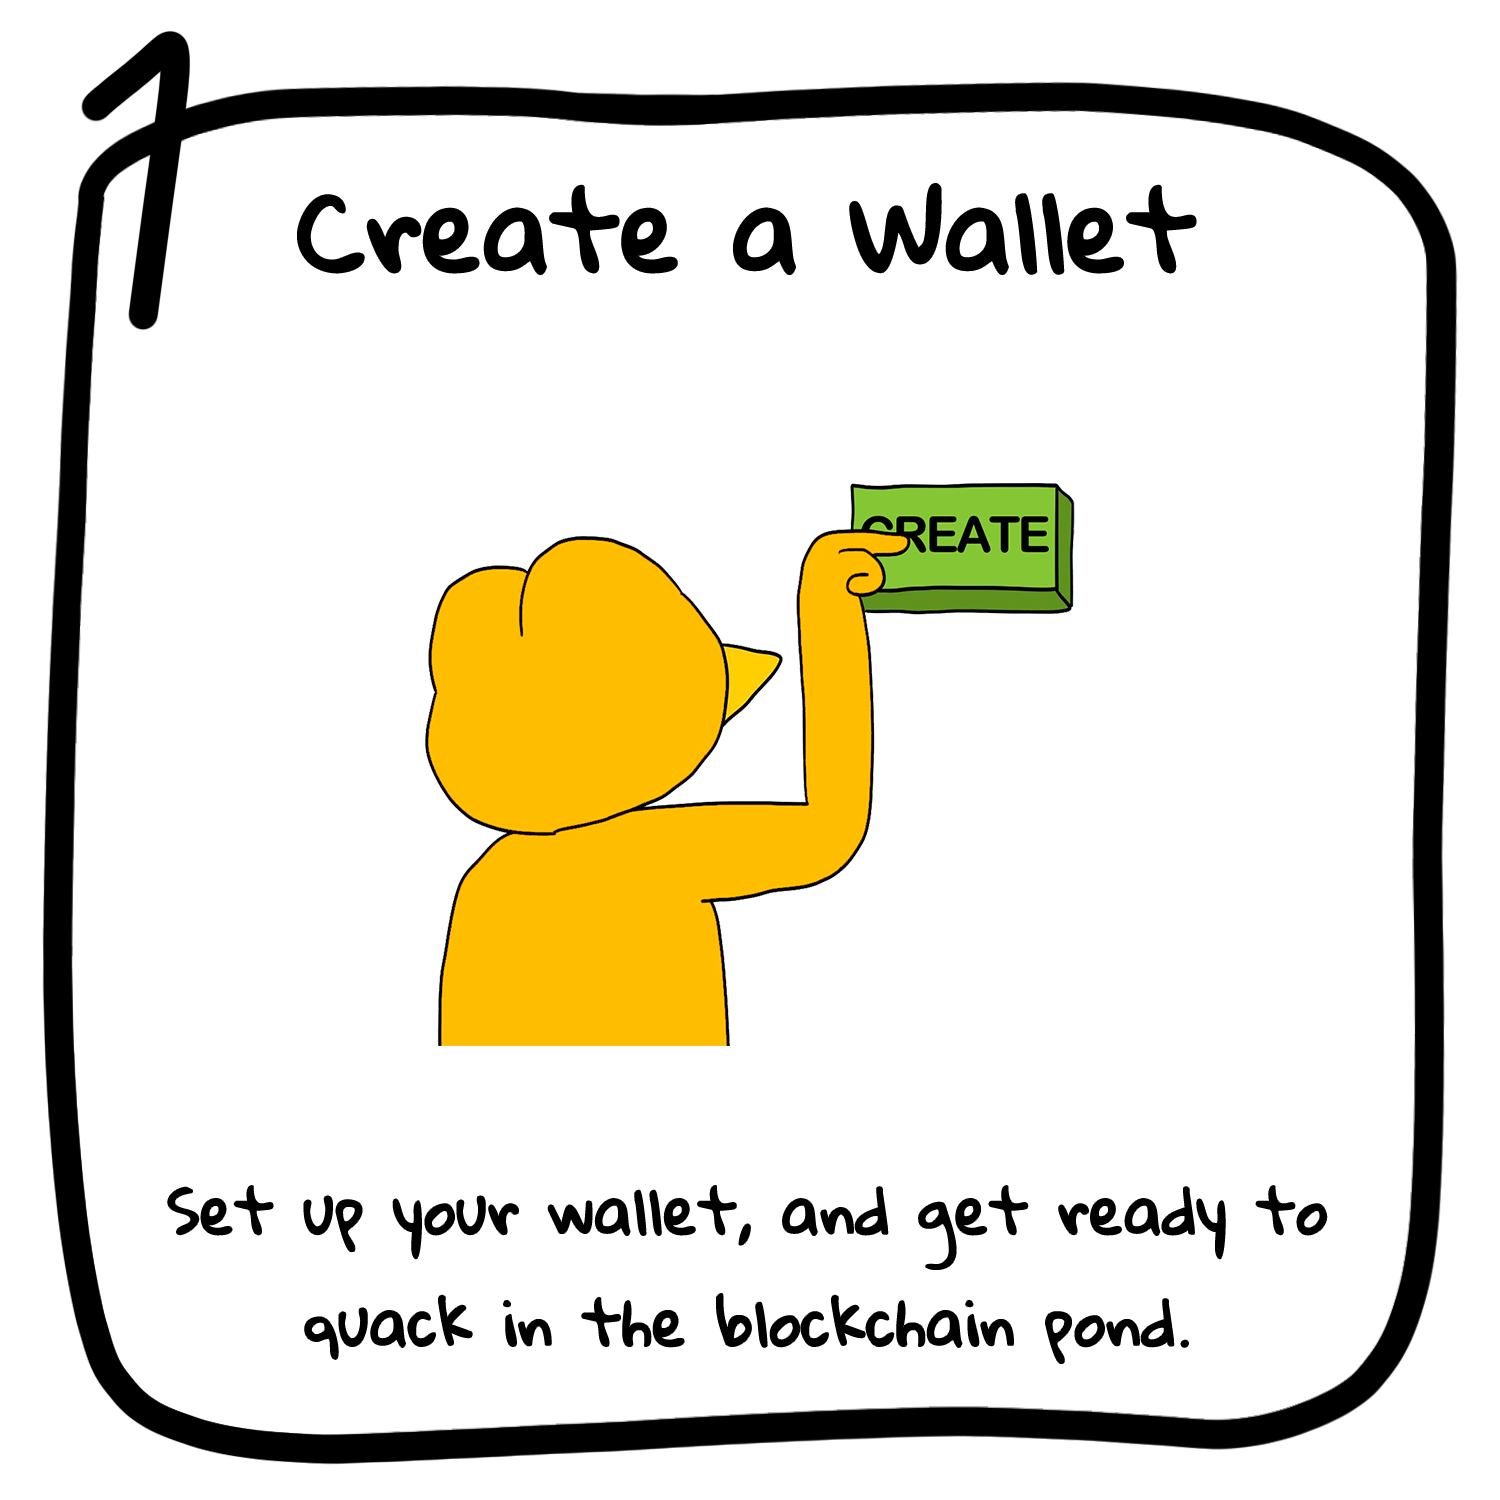 1
Create a Wallet
CREATE
Set up your wallet, and get ready to
quack in the blockchain pond.